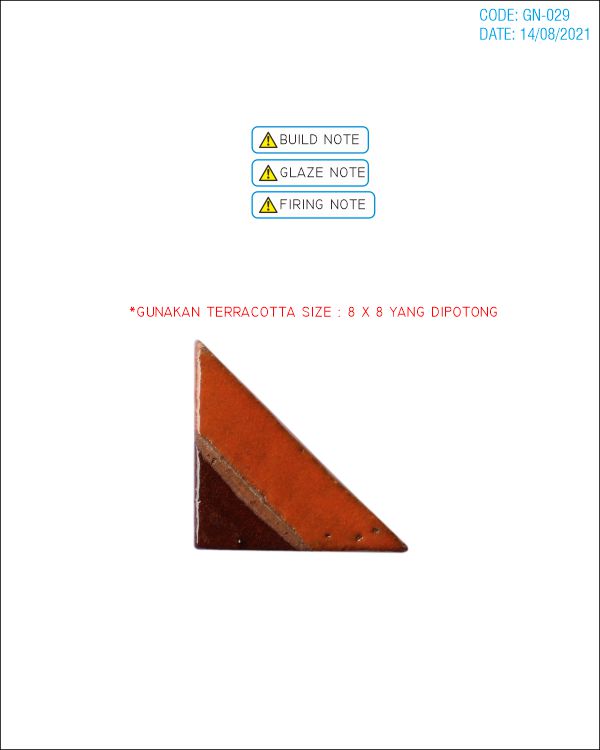 CODE: GN-029
DATE: 14/08/2021
BUILD NOTE
GLAZE NOTE
FIRING NOTE
*GUNAKAN TERRACOTTA SIZE : 8 X 8 YANG DIPOTONG